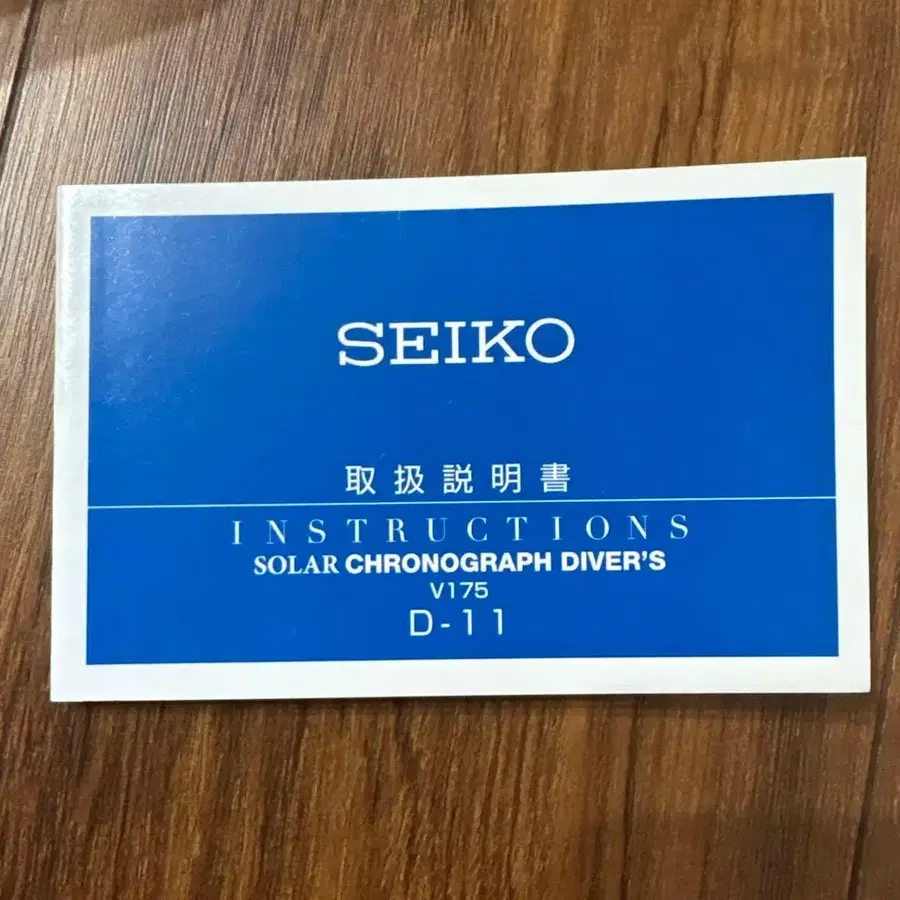 SEIKO
取扱説明書
INSTRUCTIONS
SOLAR CHRONOGRAPH DIVER'S
V175
D-11